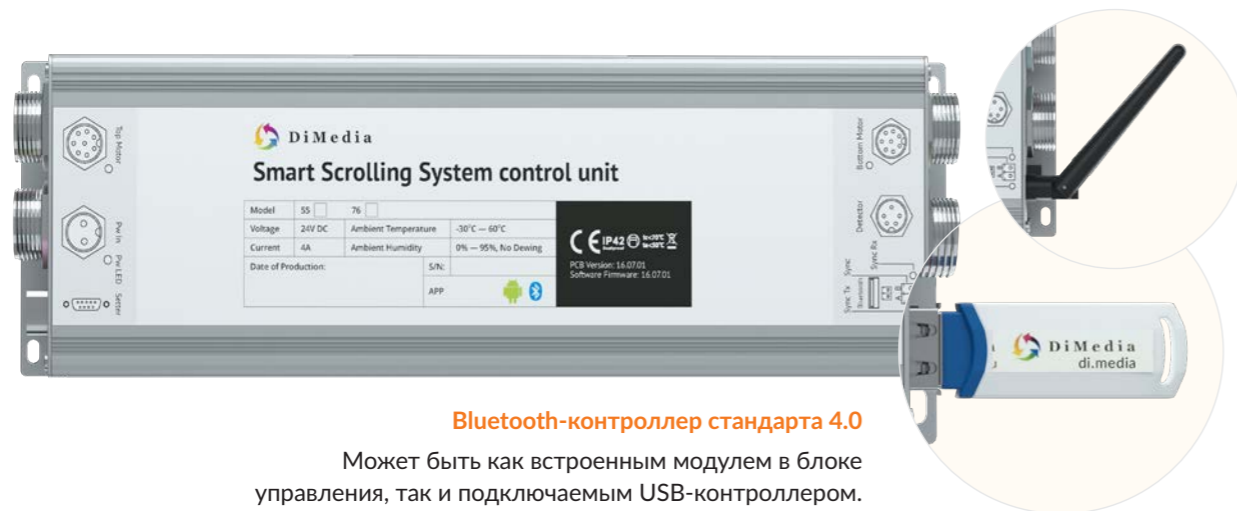 DiMedia
Smart Scrolling System control unit
Top Motor
Pw In
Pw LED
Setter
Model 55 76
Voltage 24V DC Ambient Temperature -30°C — 60°C
Current 4A Ambient Humidity 0% — 95%, No Dewing
Date of Production: S/N:
APP
CE IP42
PCB Version: 16.07.01
Software Firmware: 16.07.01
Bottom Motor
Detector
Sync Rx
Sync
Sync Tx
Bluetooth
A B
DiMedia
di.media
Bluetooth-контроллер стандарта 4.0
Может быть как встроенным модулем в блоке
управления, так и подключаемым USB-контроллером.